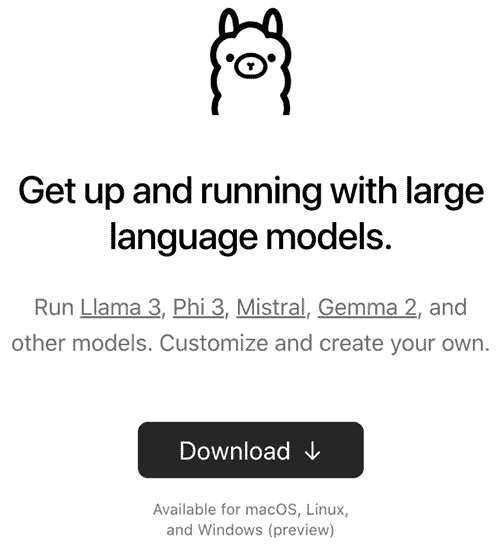 Get up and running with large
language models.
Run Llama 3, Phi 3, Mistral, Gemma 2, and
other models. Customize and create your own.
Download ↓
Available for macOS, Linux,
and Windows (preview)